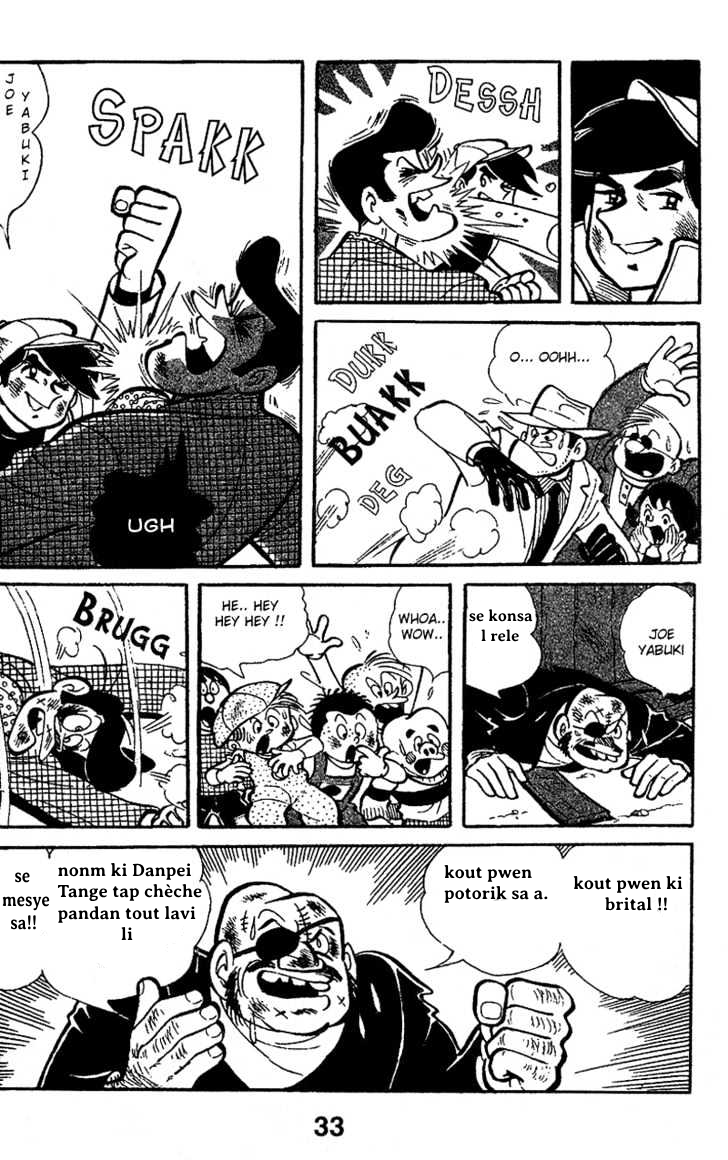 DESSH
O... OOHH...
DUKK
BUAKK
DEG
SPAKK
JOE
YABUKI
UGH
JOE
YABUKI
se konsa
l rele
WHOA..
WOW..
HE.. HEY
HEY HEY !!
BRUGG
kout pwen ki
brital !!
kout pwen
potorik sa a.
nonm ki Danpei
Tange tap chèche
pandan tout lavi
li
se
mesye
sa!!
33